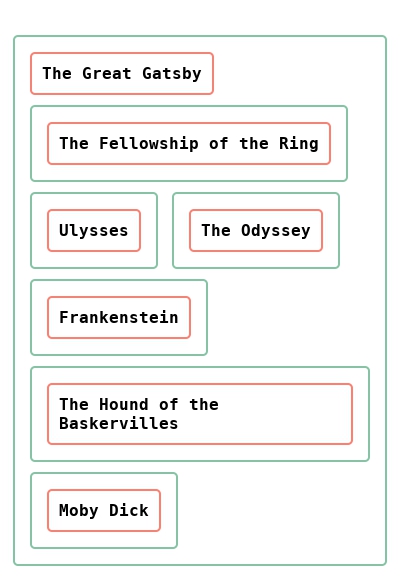 The Great Gatsby
The Fellowship of the Ring
Ulysses
The Odyssey
Frankenstein
The Hound of the
Baskervilles
Moby Dick